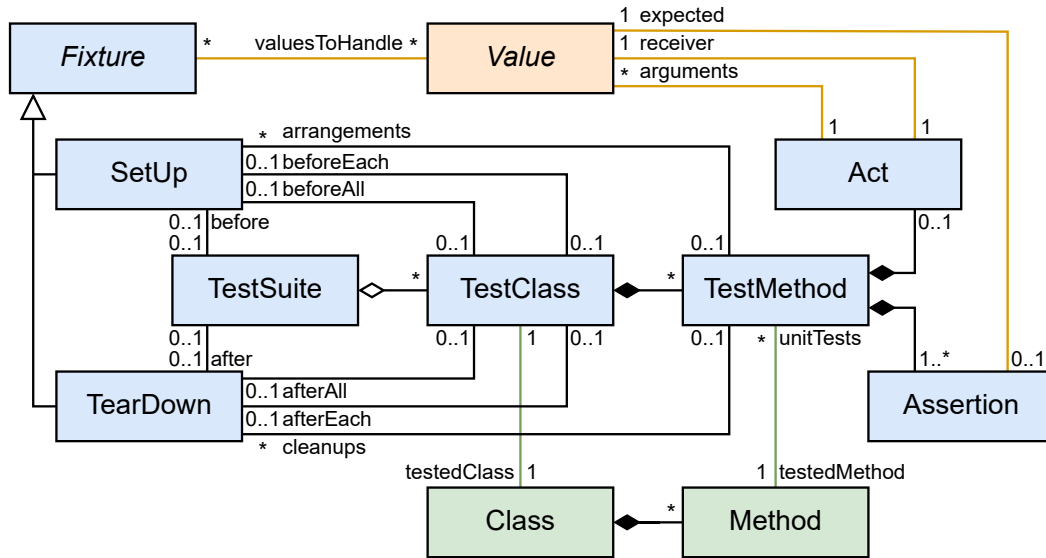 1 expected
Fixture * valuesToHandle * Value 1 receiver
* arguments
* arrangements 1 1
SetUp 0..1 beforeEach Act
0..1 beforeAll
0..1 before 0..1
0..1 0..1 0..1 0..1
TestSuite * TestClass * TestMethod
0..1 0..1 1 0..1 0..1 * unitTests
0..1 after 1..* 0..1
TearDown 0..1 afterAll Assertion
0..1 afterEach
* cleanups
testedClass 1 1 testedMethod
Class * Method